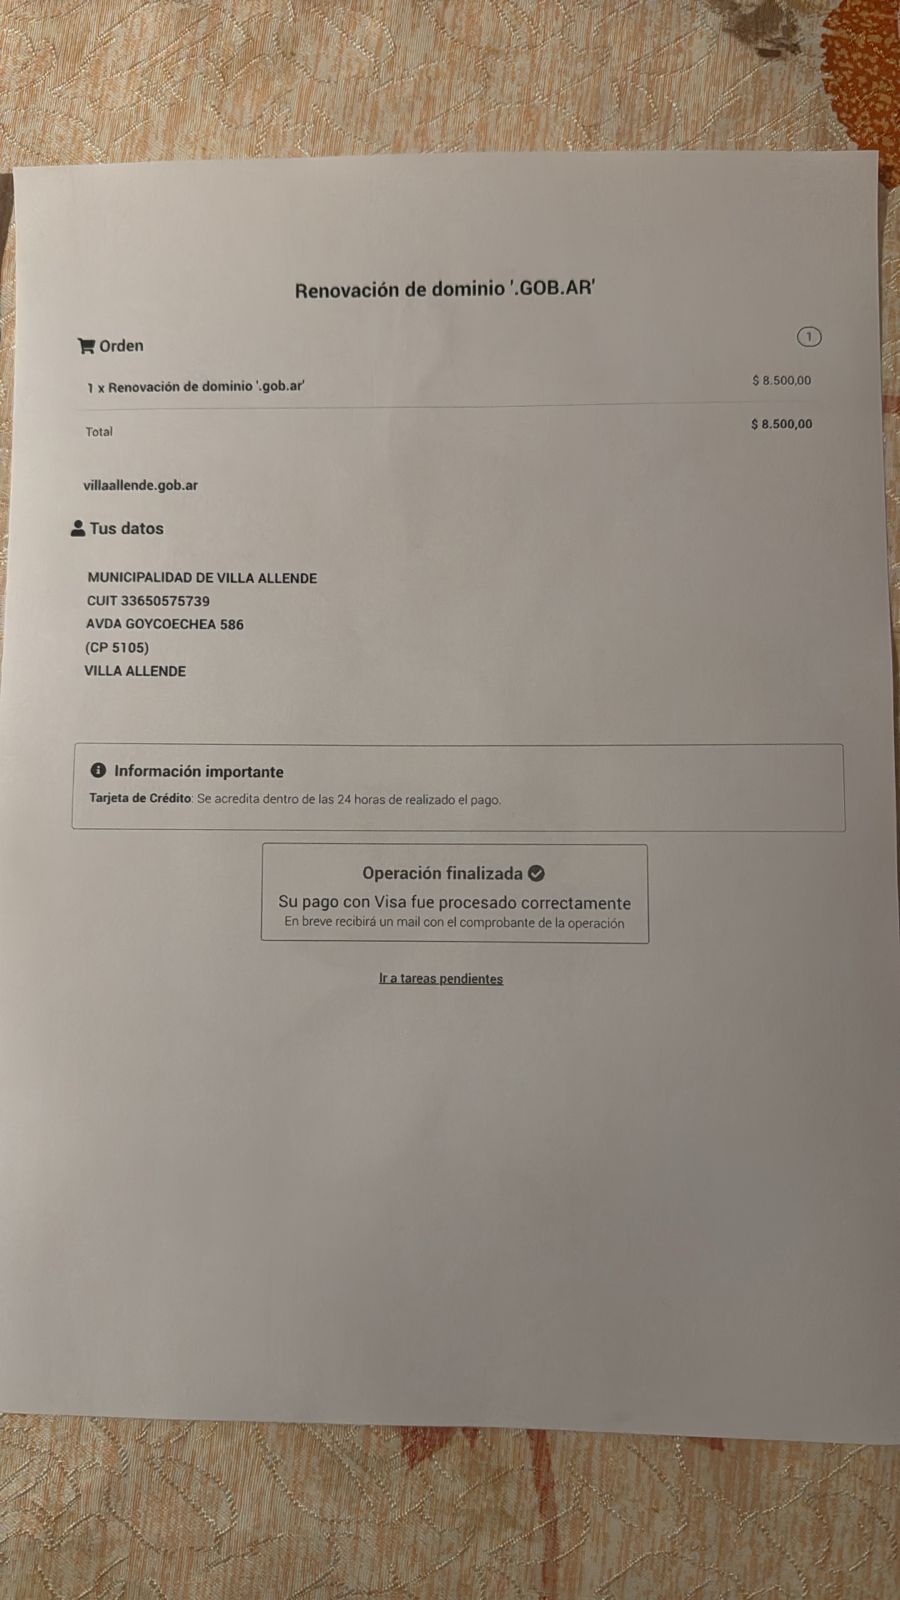 Renovación de dominio '.GOB.AR'
Orden
1
1 x Renovación de dominio '.gob.ar'
$ 8.500,00
Total
$ 8.500,00
villaallende.gob.ar
Tus datos
MUNICIPALIDAD DE VILLA ALLENDE
CUIT 33650575739
AVDA GOYCOECHEA 586
(CP 5105)
VILLA ALLENDE
Información importante
Tarjeta de Crédito: Se acredita dentro de las 24 horas de realizado el pago.
Operación finalizada
Su pago con Visa fue procesado correctamente
En breve recibirá un mail con el comprobante de la operación
Ir a tareas pendientes